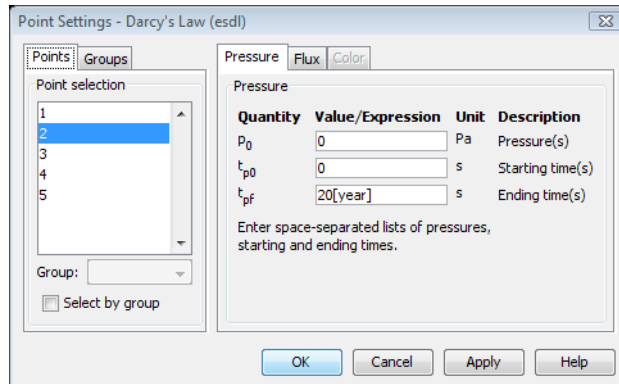 Point Settings - Darcy's Law (esdl)
Points Groups
Point selection
1
2
3
4
5
Group:
Select by group
Pressure Flux Color
Pressure
Quantity Value/Expression Unit Description
p0 0 Pa Pressure(s)
tp0 0 s Starting time(s)
tpf 20[year] s Ending time(s)
Enter space-separated lists of pressures,
starting and ending times.
OK Cancel Apply Help